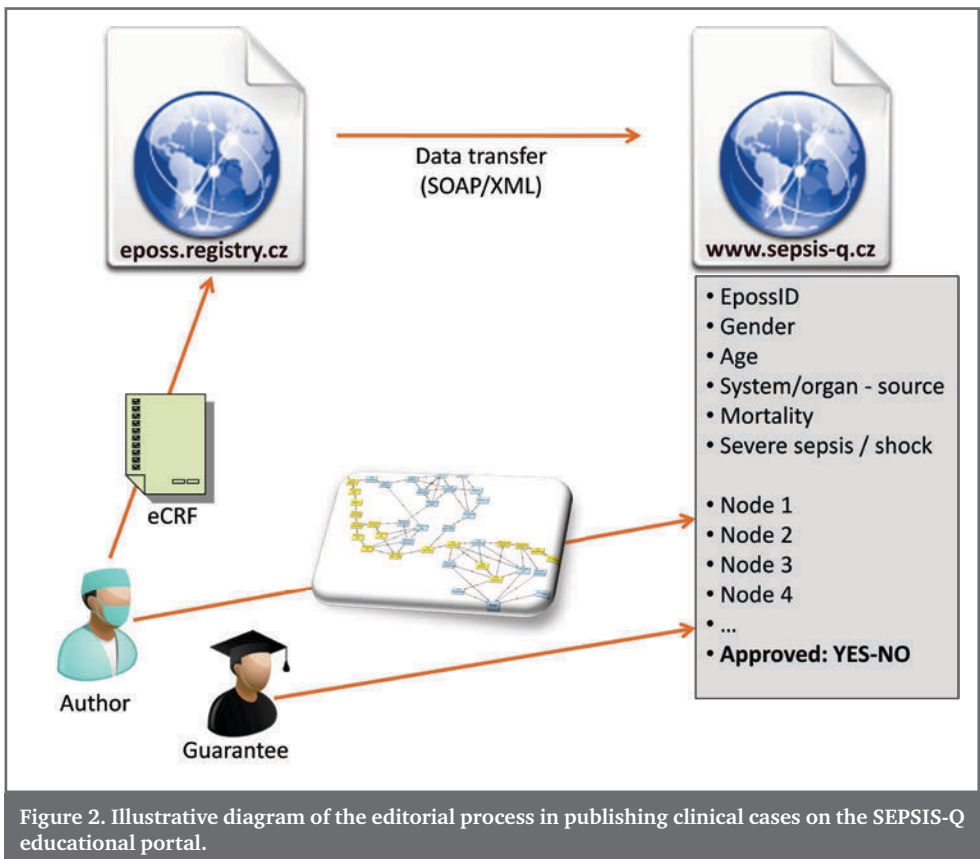 eposs.registry.cz
Data transfer
(SOAP/XML)
www.sepsis-q.cz
• EpossID
• Gender
• Age
• System/organ - source
• Mortality
• Severe sepsis / shock
• Node 1
• Node 2
• Node 3
• Node 4
• ...
• Approved: YES-NO
eCRF
Author
Guarantee
Figure 2. Illustrative diagram of the editorial process in publishing clinical cases on the SEPSIS-Q
educational portal.